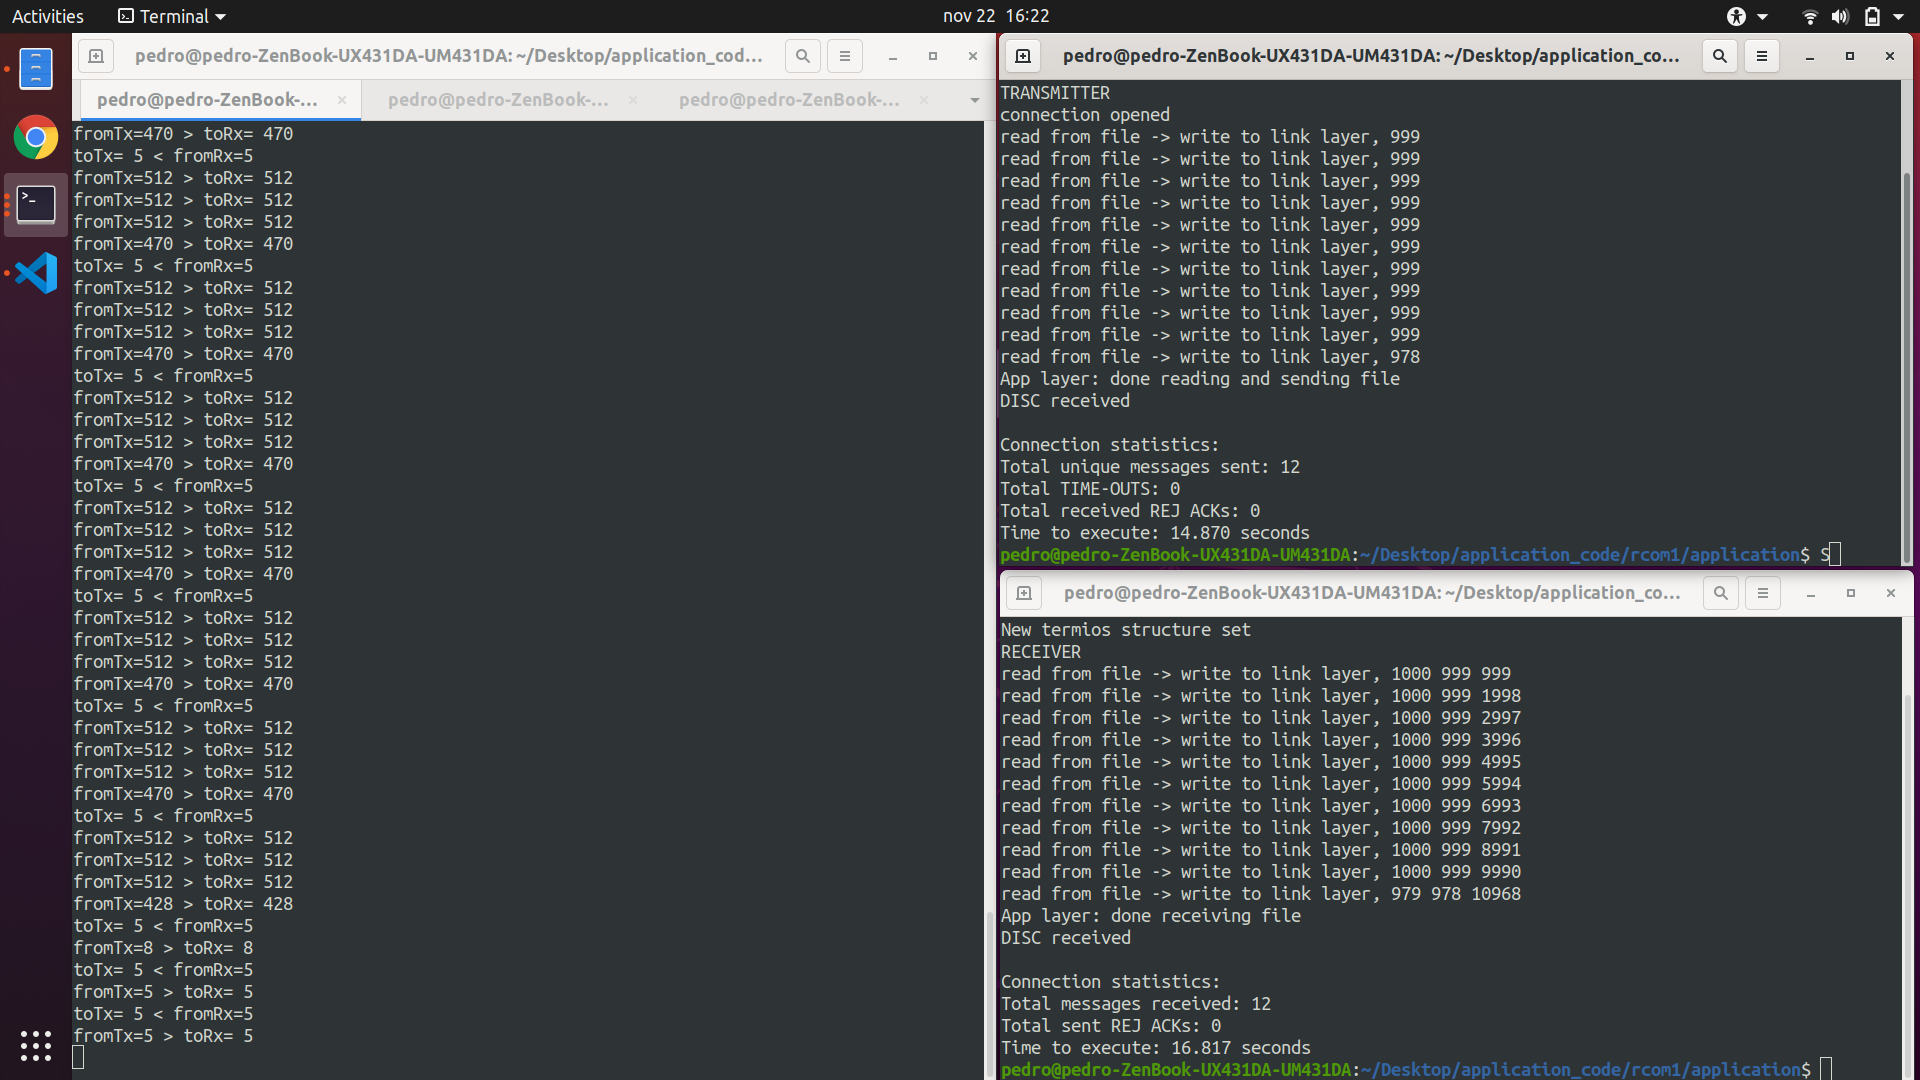 Activities
Terminal
nov 22 16:22
pedro@pedro-ZenBook-UX431DA-UM431DA: ~/Desktop/application_cod...
pedro@pedro-ZenBook-...
pedro@pedro-ZenBook-...
pedro@pedro-ZenBook-...
fromTx=470 > toRx= 470
toTx= 5 < fromRx=5
fromTx=512 > toRx= 512
fromTx=512 > toRx= 512
fromTx=512 > toRx= 512
fromTx=470 > toRx= 470
toTx= 5 < fromRx=5
fromTx=512 > toRx= 512
fromTx=512 > toRx= 512
fromTx=512 > toRx= 512
fromTx=470 > toRx= 470
toTx= 5 < fromRx=5
fromTx=512 > toRx= 512
fromTx=512 > toRx= 512
fromTx=512 > toRx= 512
fromTx=470 > toRx= 470
toTx= 5 < fromRx=5
fromTx=512 > toRx= 512
fromTx=512 > toRx= 512
fromTx=512 > toRx= 512
fromTx=470 > toRx= 470
toTx= 5 < fromRx=5
fromTx=512 > toRx= 512
fromTx=512 > toRx= 512
fromTx=512 > toRx= 512
fromTx=470 > toRx= 470
toTx= 5 < fromRx=5
fromTx=512 > toRx= 512
fromTx=512 > toRx= 512
fromTx=512 > toRx= 512
fromTx=470 > toRx= 470
toTx= 5 < fromRx=5
fromTx=512 > toRx= 512
fromTx=512 > toRx= 512
fromTx=512 > toRx= 512
fromTx=428 > toRx= 428
toTx= 5 < fromRx=5
fromTx=8 > toRx= 8
toTx= 5 < fromRx=5
fromTx=5 > toRx= 5
toTx= 5 < fromRx=5
fromTx=5 > toRx= 5
pedro@pedro-ZenBook-UX431DA-UM431DA: ~/Desktop/application_co...
TRANSMITTER
connection opened
read from file -> write to link layer, 999
read from file -> write to link layer, 999
read from file -> write to link layer, 999
read from file -> write to link layer, 999
read from file -> write to link layer, 999
read from file -> write to link layer, 999
read from file -> write to link layer, 999
read from file -> write to link layer, 999
read from file -> write to link layer, 999
read from file -> write to link layer, 999
read from file -> write to link layer, 978
App layer: done reading and sending file
DISC received
Connection statistics:
Total unique messages sent: 12
Total TIME-OUTS: 0
Total received REJ ACKs: 0
Time to execute: 14.870 seconds
pedro@pedro-ZenBook-UX431DA-UM431DA:~/Desktop/application_code/rcom1/application$ S
pedro@pedro-ZenBook-UX431DA-UM431DA: ~/Desktop/application_co...
New termios structure set
RECEIVER
read from file -> write to link layer, 1000 999 999
read from file -> write to link layer, 1000 999 1998
read from file -> write to link layer, 1000 999 2997
read from file -> write to link layer, 1000 999 3996
read from file -> write to link layer, 1000 999 4995
read from file -> write to link layer, 1000 999 5994
read from file -> write to link layer, 1000 999 6993
read from file -> write to link layer, 1000 999 7992
read from file -> write to link layer, 1000 999 8991
read from file -> write to link layer, 1000 999 9990
read from file -> write to link layer, 979 978 10968
App layer: done receiving file
DISC received
Connection statistics:
Total messages received: 12
Total sent REJ ACKs: 0
Time to execute: 16.817 seconds
pedro@pedro-ZenBook-UX431DA-UM431DA:~/Desktop/application_code/rcom1/application$